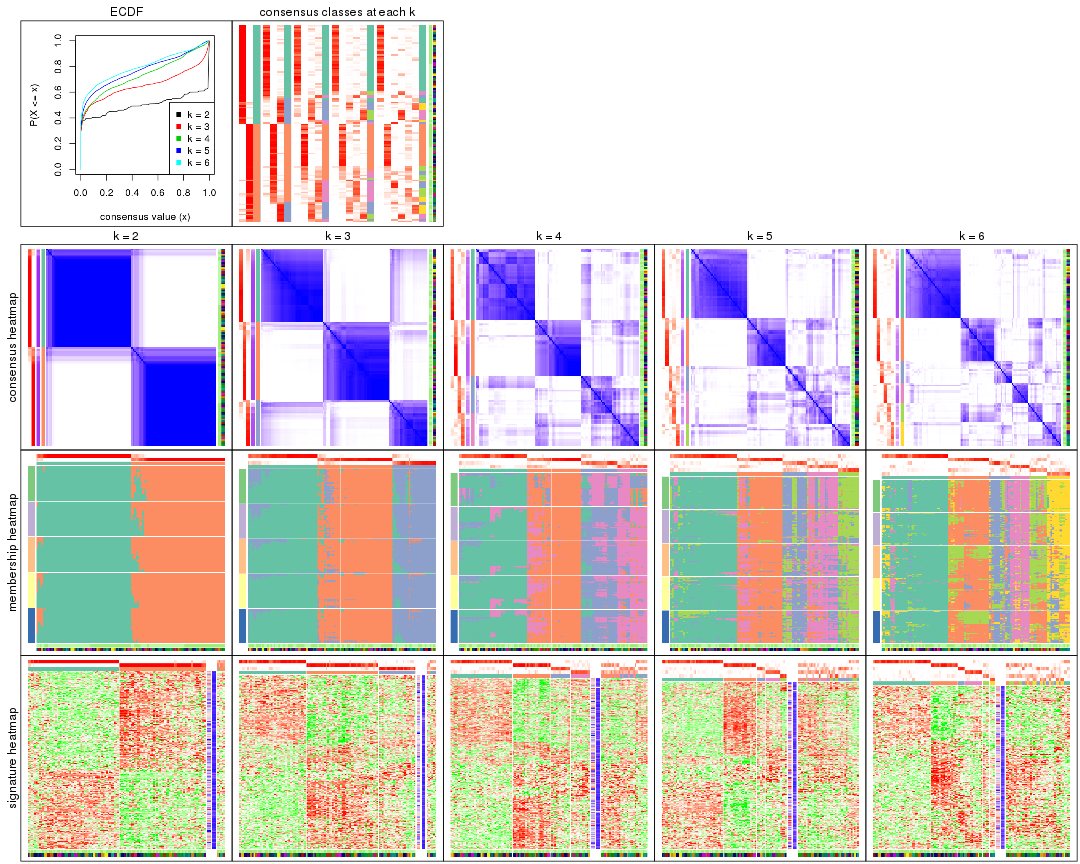 ECDF
consensus classes at each k
P(X <= x)
0.0 0.2 0.4 0.6 0.8 1.0
k = 2
k = 3
k = 4
k = 5
k = 6
0.0 0.2 0.4 0.6 0.8 1.0
consensus value (x)
k = 2 k = 3 k = 4 k = 5 k = 6
consensus heatmap
membership heatmap
signature heatmap